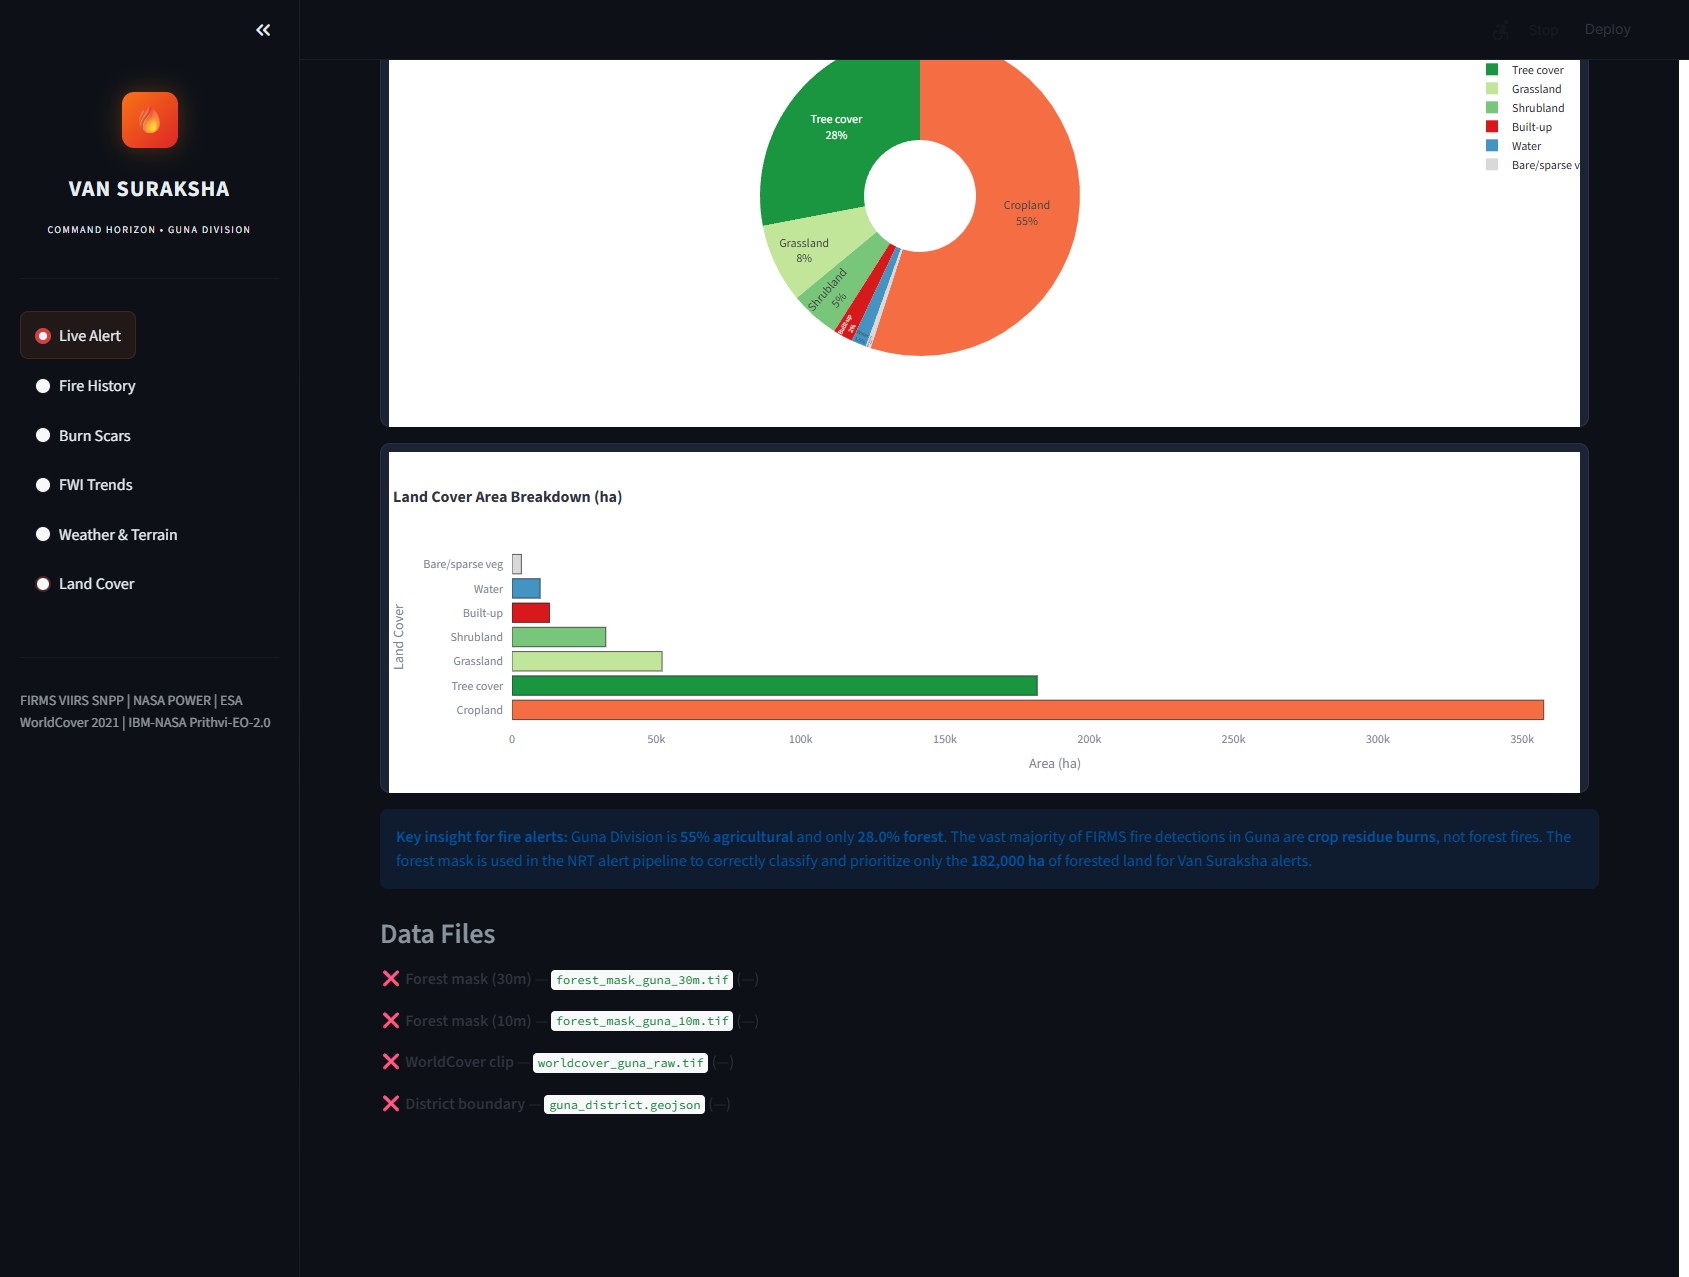 Stop
Deploy
VAN SURAKSHA
COMMAND HORIZON • GUNA DIVISION
Live Alert
Fire History
Burn Scars
FWI Trends
Weather & Terrain
Land Cover
FIRMS VIIRS SNPP | NASA POWER | ESA
WorldCover 2021 | IBM-NASA Prithvi-EO-2.0
Tree cover
28%
Cropland
55%
Grassland
8%
Shrubland
5%
Built-up
2%
Tree cover
Grassland
Shrubland
Built-up
Water
Bare/sparse v
Land Cover Area Breakdown (ha)
Land Cover
Bare/sparse veg
Water
Built-up
Shrubland
Grassland
Tree cover
Cropland
0 50k 100k 150k 200k 250k 300k 350k
Area (ha)
Key insight for fire alerts: Guna Division is 55% agricultural and only 28.0% forest. The vast majority of FIRMS fire detections in Guna are crop residue burns, not forest fires. The
forest mask is used in the NRT alert pipeline to correctly classify and prioritize only the 182,000 ha of forested land for Van Suraksha alerts.
Data Files
❌ Forest mask (30m) — forest_mask_guna_30m.tif (—)
❌ Forest mask (10m) — forest_mask_guna_10m.tif (—)
❌ WorldCover clip — worldcover_guna_raw.tif (—)
❌ District boundary — guna_district.geojson (—)